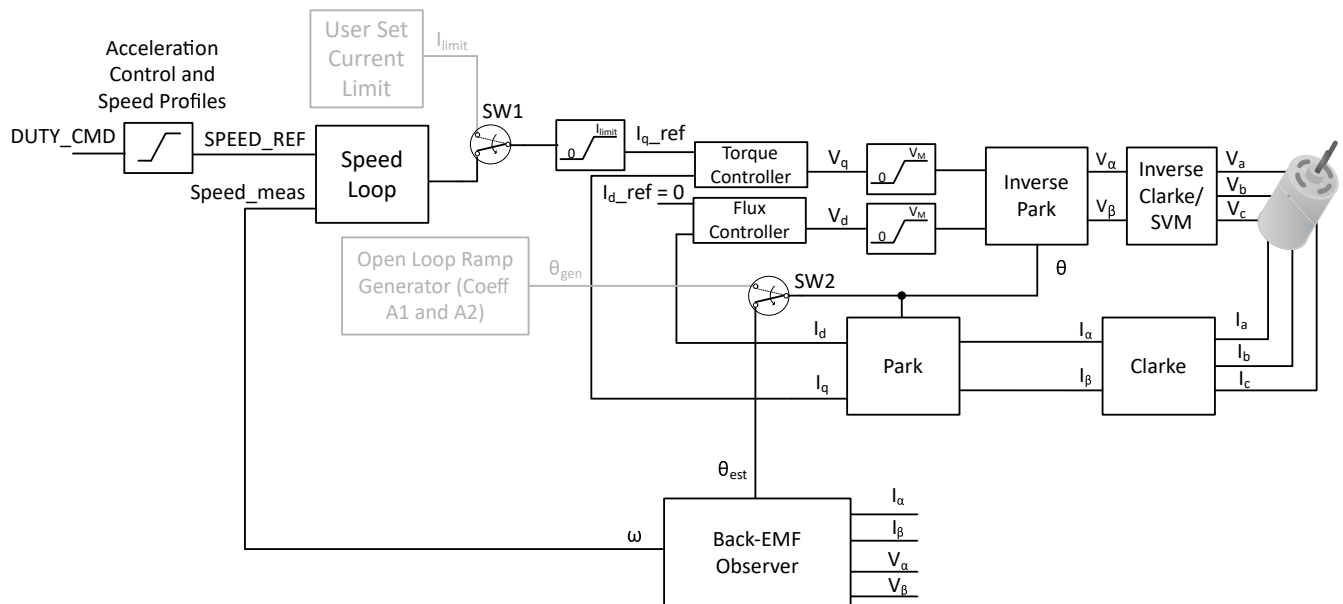 User Set
Current
Limit
I_limit
Acceleration
Control and
Speed Profiles
DUTY_CMD
SPEED_REF
Speed_meas
Speed
Loop
SW1
I_limit
0
I_q_ref
I_d_ref = 0
Torque
Controller
Flux
Controller
V_q
V_M
0
V_d
V_M
0
Inverse
Park
V_α
V_β
Inverse
Clarke/
SVM
V_a
V_b
V_c
Open Loop Ramp
Generator (Coeff
A1 and A2)
θ_gen
SW2
θ
I_d
I_q
Park
I_α
I_β
Clarke
I_a
I_b
I_c
θ_est
ω
Back-EMF
Observer
I_α
I_β
V_α
V_β